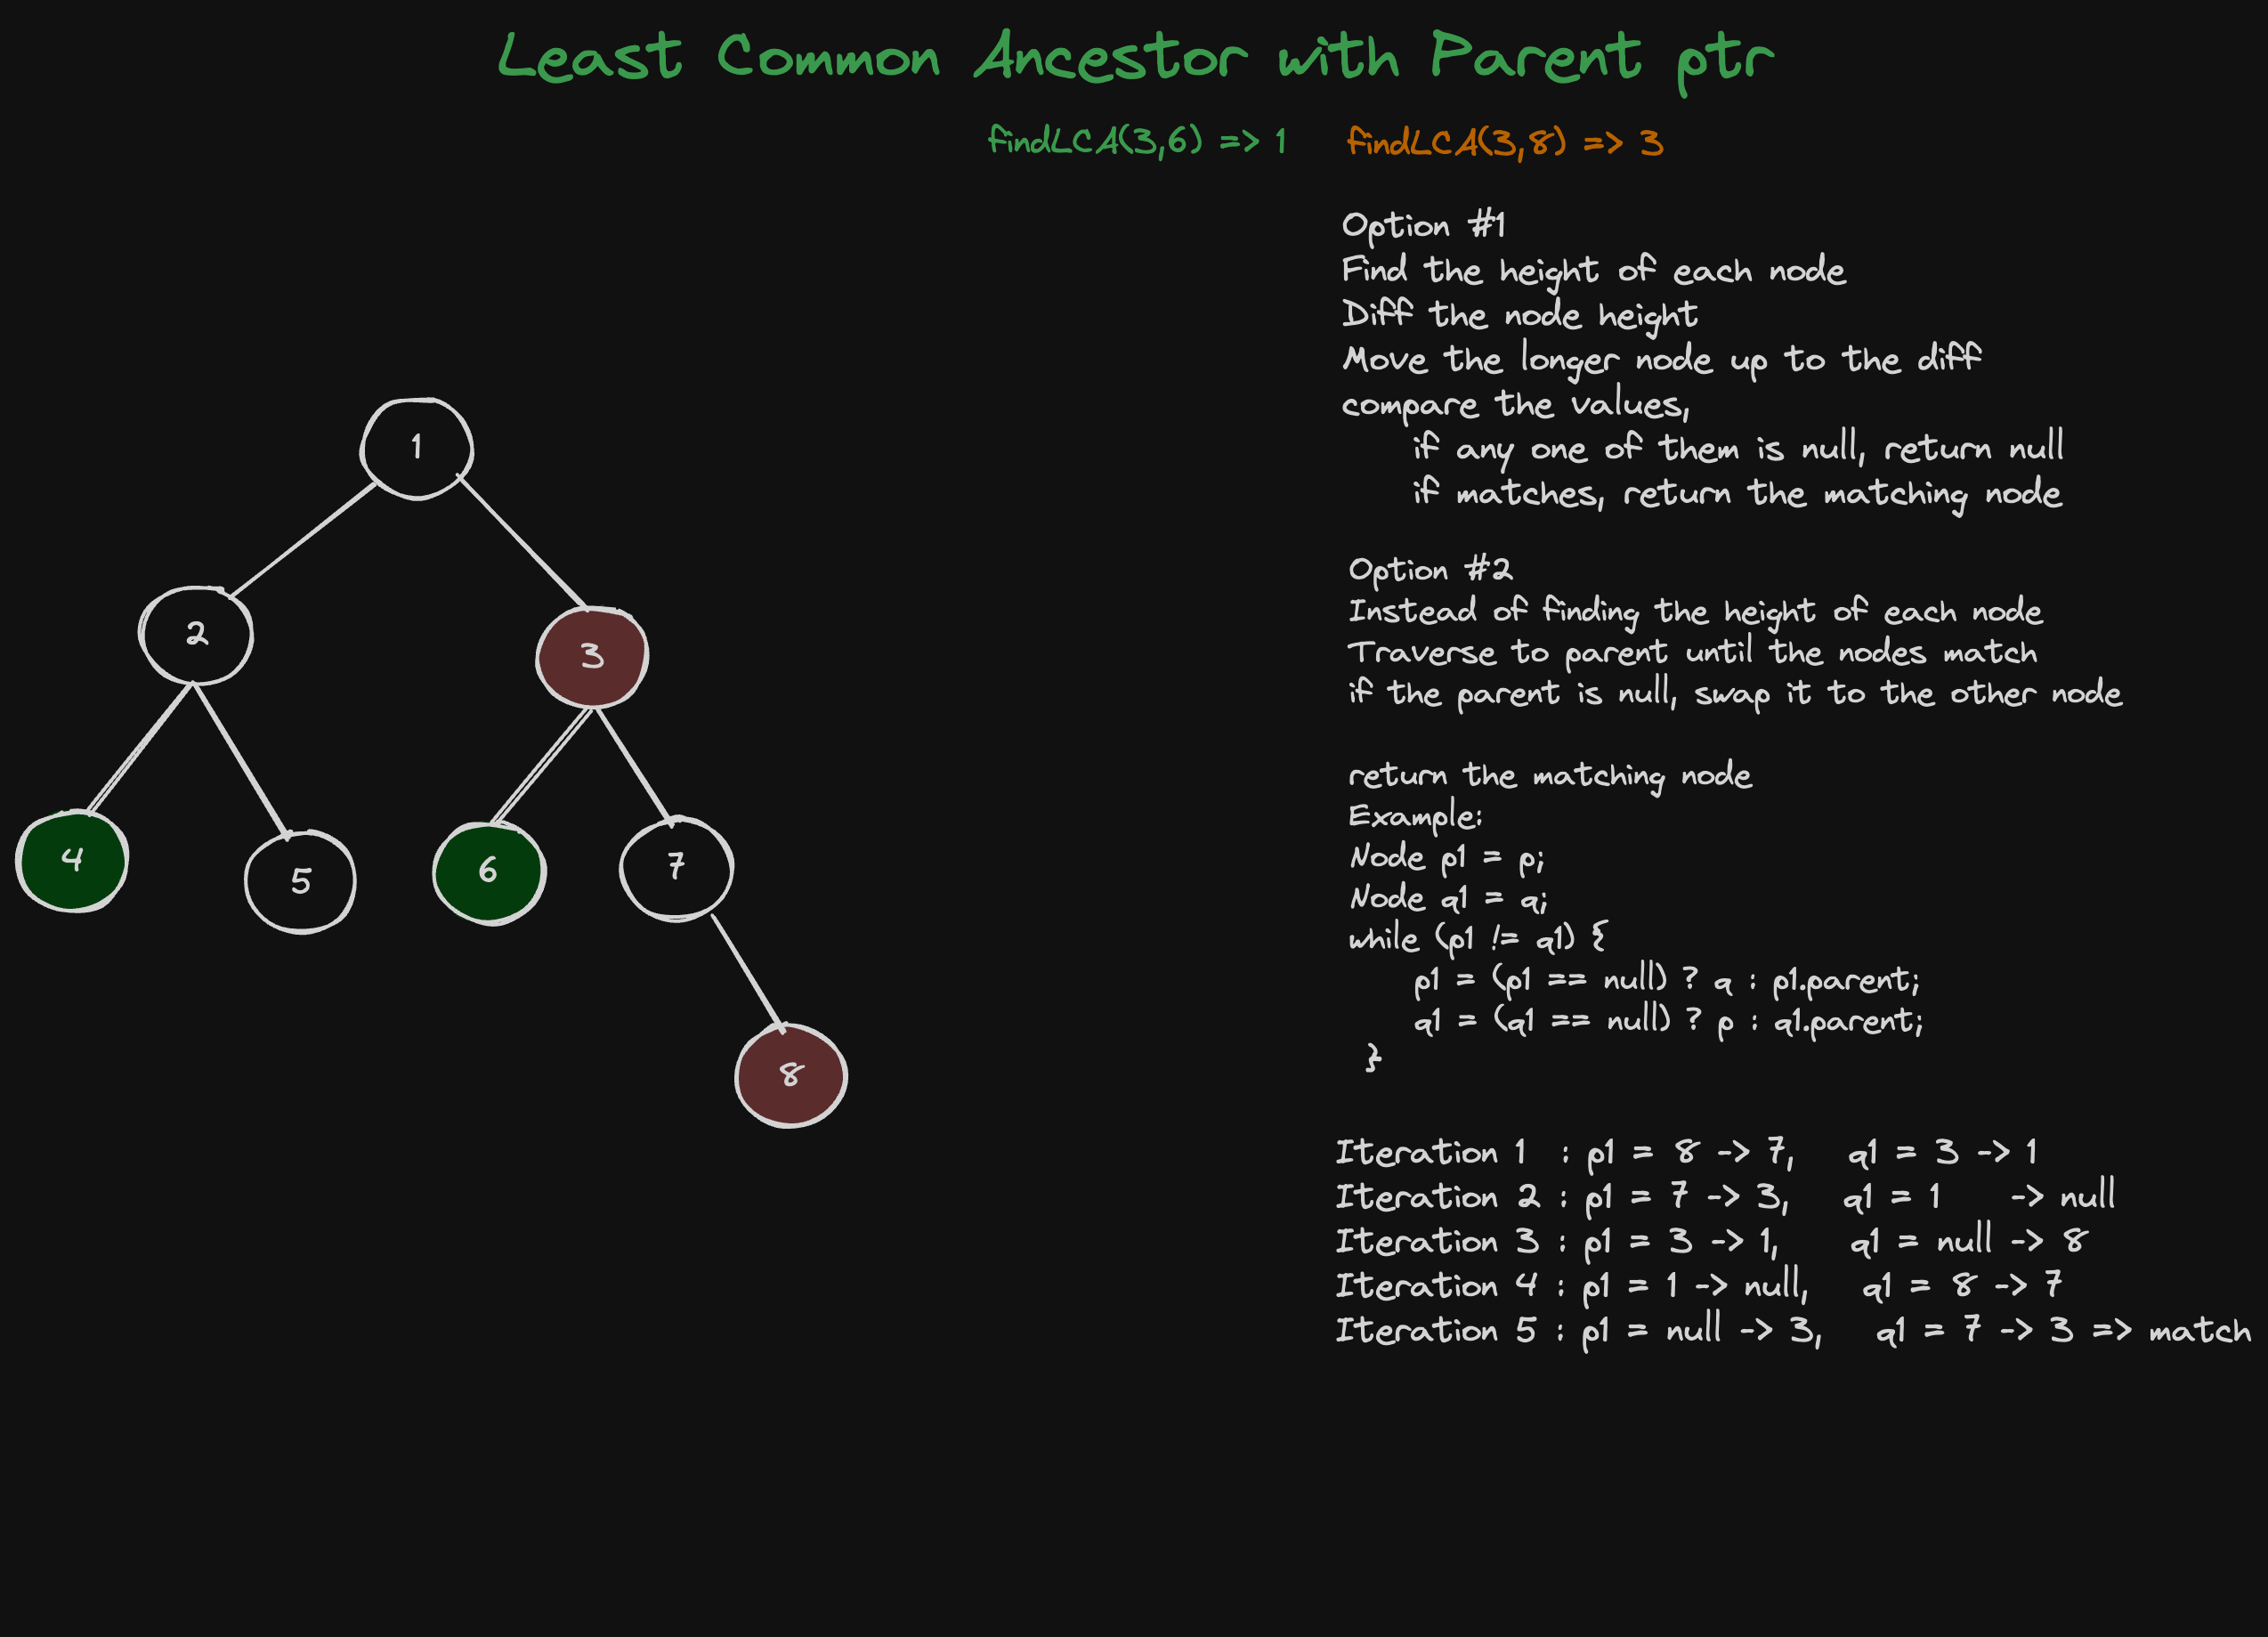 Least Common Ancestor with Parent ptr
findLCA(3,6) => 1
findLCA(3,8) => 3
Option #1
Find the height of each node
Diff the node height
Move the longer node up to the diff
compare the values,
if any one of them is null, return null
if matches, return the matching node
Option #2
Instead of finding the height of each node
Traverse to parent until the nodes match
if the parent is null, swap it to the other node
return the matching node
Example:
Node p1 = p;
Node q1 = q;
while (p1 != q1) {
p1 = (p1 == null) ? q : p1.parent;
q1 = (q1 == null) ? p : q1.parent;
}
Iteration 1 : p1 = 8 -> 7, q1 = 3 -> 1
Iteration 2 : p1 = 7 -> 3, q1 = 1 -> null
Iteration 3 : p1 = 3 -> 1, q1 = null -> 8
Iteration 4 : p1 = 1 -> null, q1 = 8 -> 7
Iteration 5 : p1 = null -> 3, q1 = 7 -> 3 => match
1
2
3
4
5
6
7
8